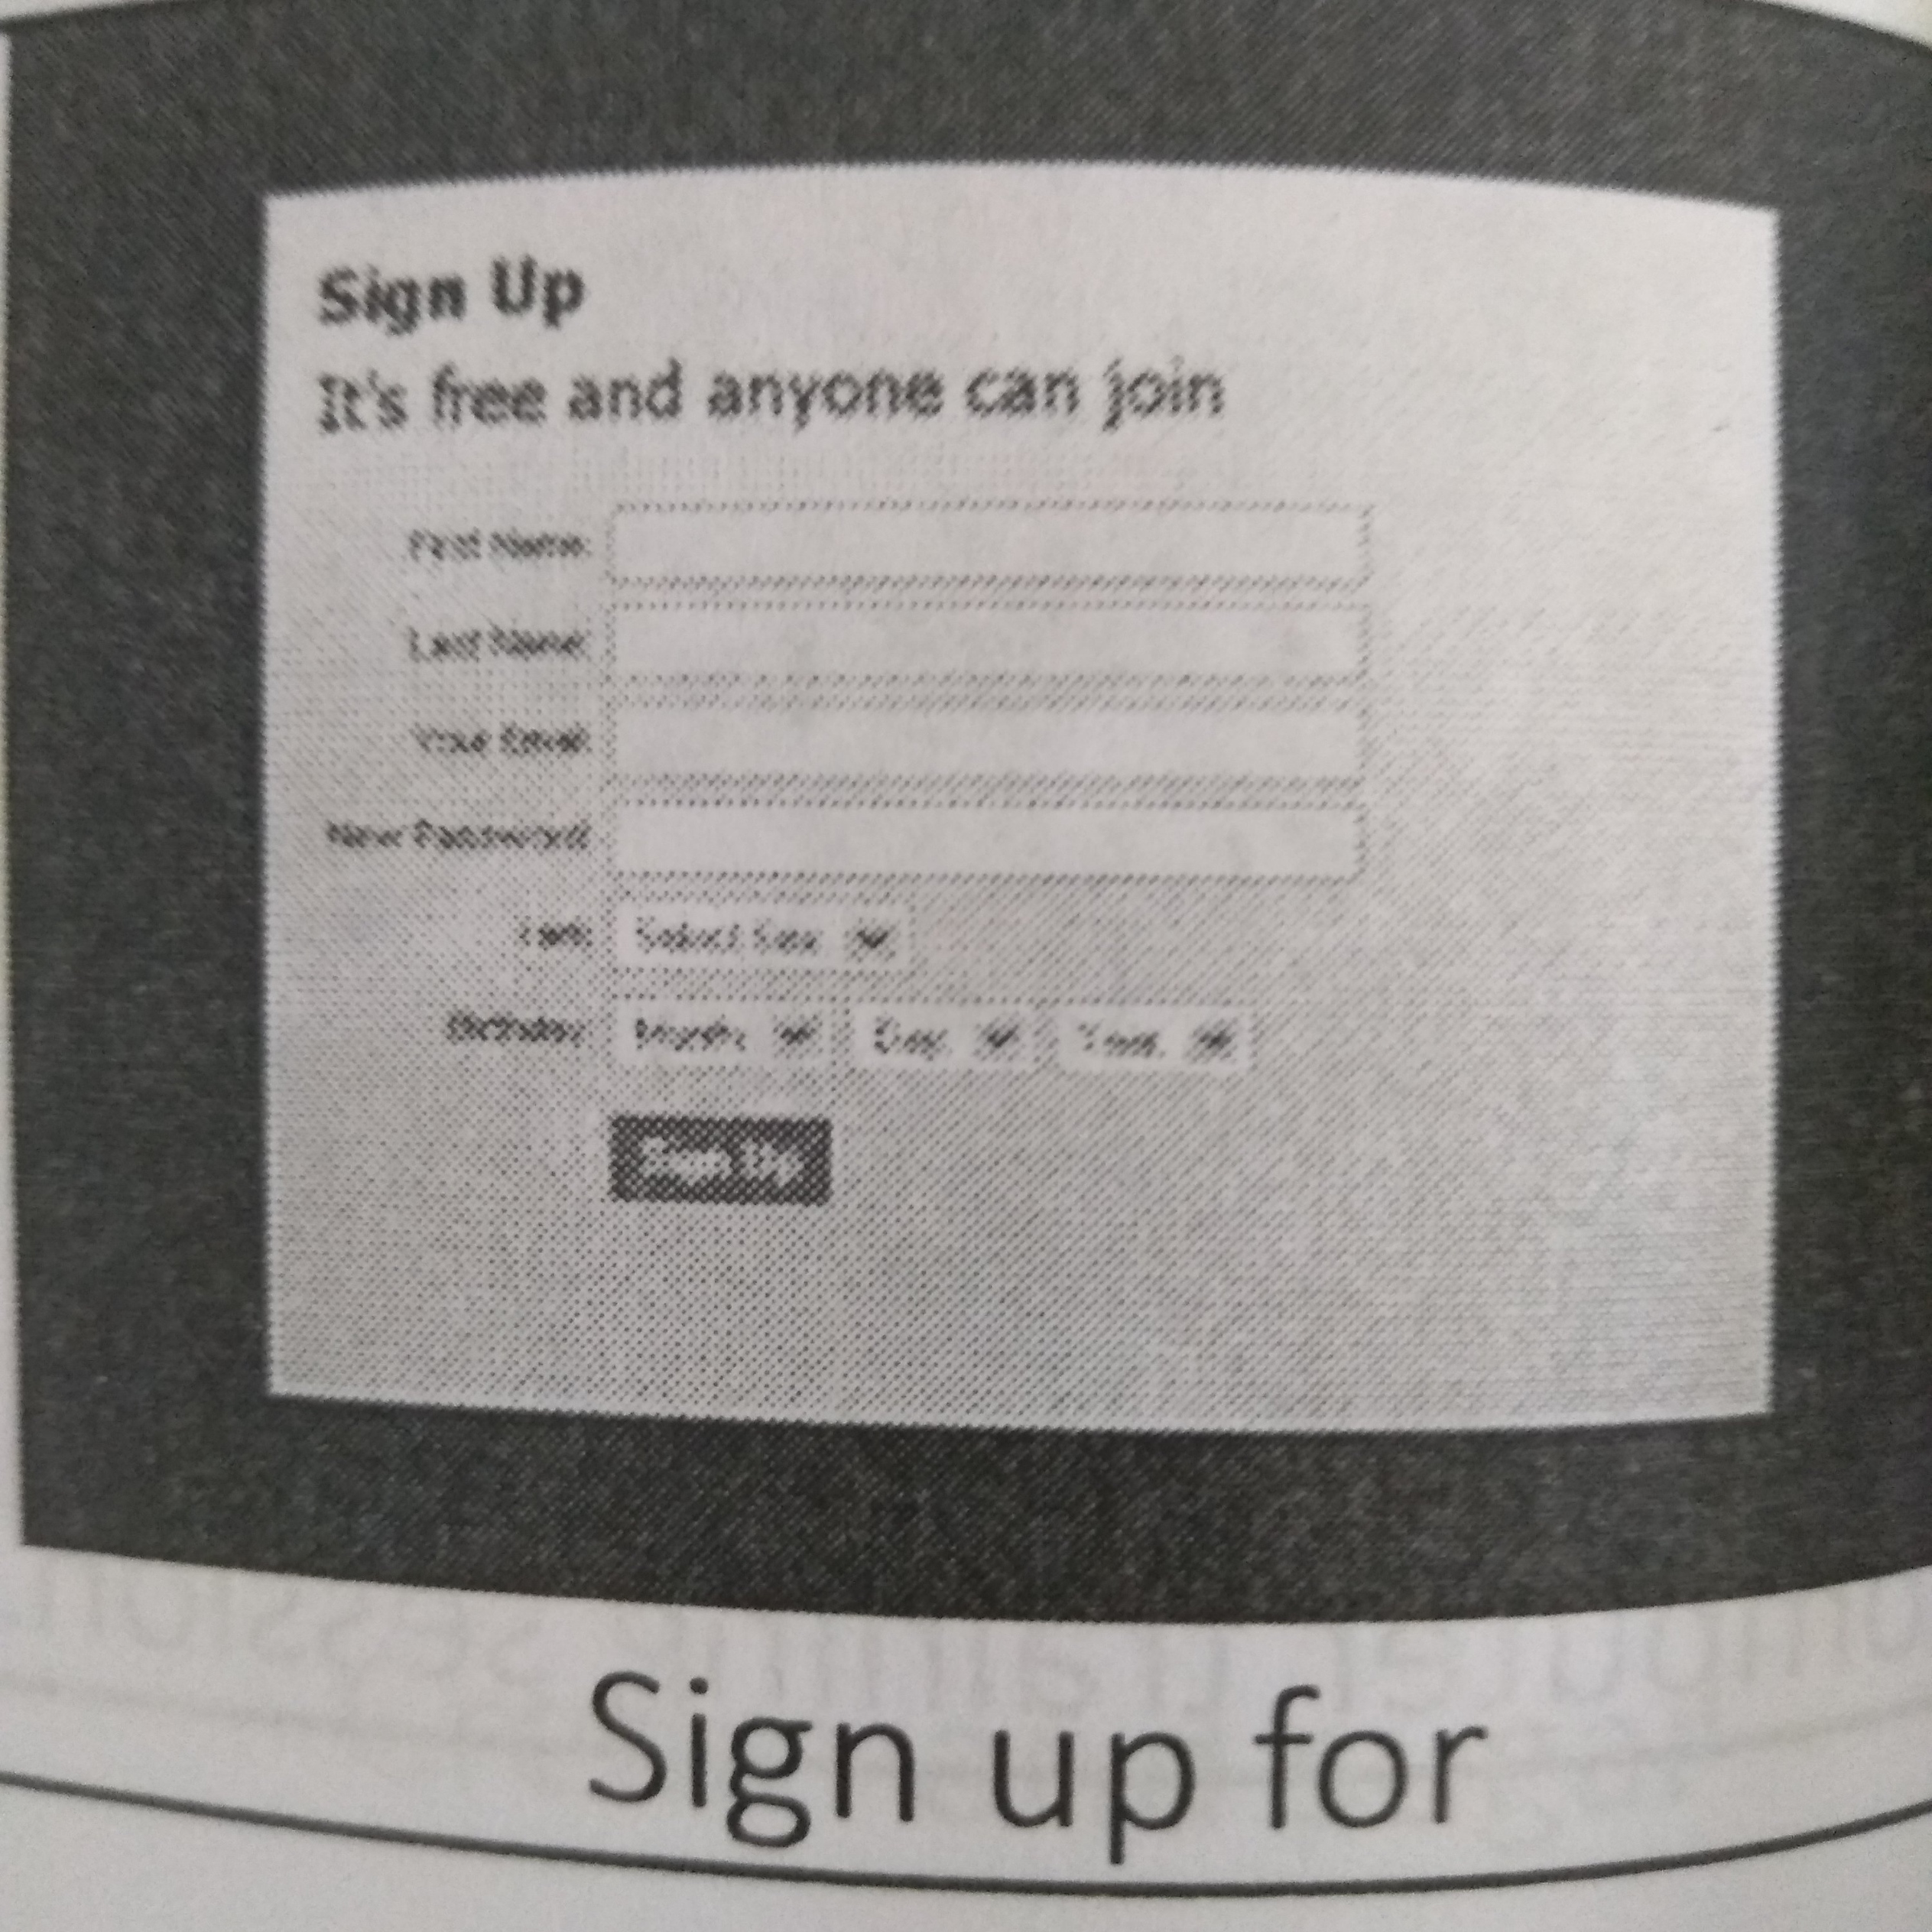 Sign Up
It's free and anyone can join
First Name:
Last Name:
Your Email:
New Password:
I am: Select Sex:
Birthday: Month: Day: Year:
Sign Up
Sign up for